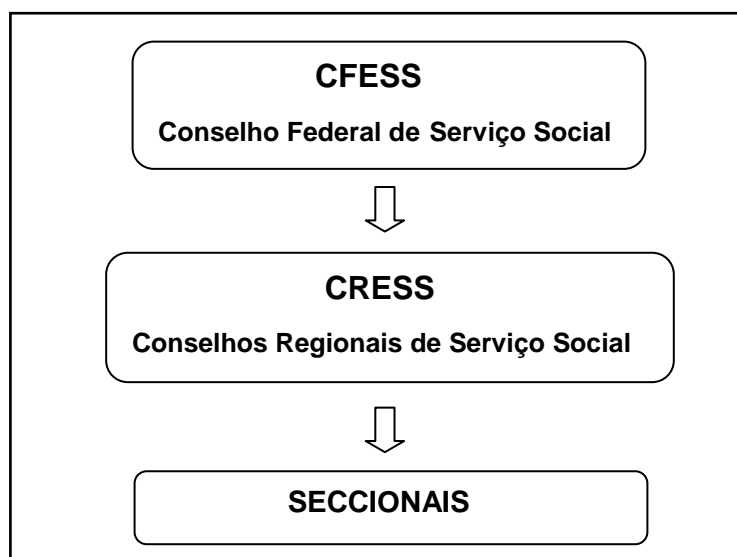 CFESS
Conselho Federal de Serviço Social
CRESS
Conselhos Regionais de Serviço Social
SECCIONAIS